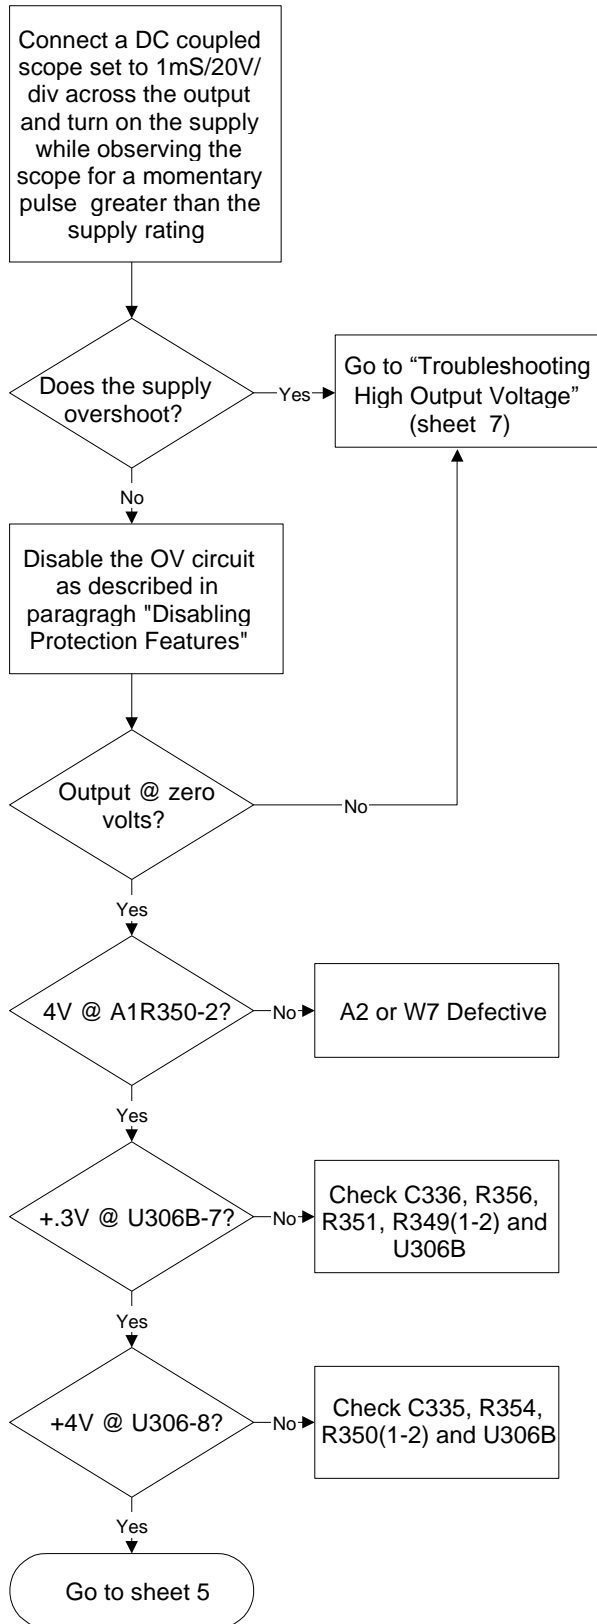 Connect a DC coupled
scope set to 1mS/20V/
div across the output
and turn on the supply
while observing the
scope for a momentary
pulse greater than the
supply rating
Does the supply
overshoot?
Yes
Go to “Troubleshooting
High Output Voltage”
(sheet 7)
No
Disable the OV circuit
as described in
paragragh "Disabling
Protection Features"
Output @ zero
volts?
No
Yes
4V @ A1R350-2?
No
A2 or W7 Defective
Yes
+.3V @ U306B-7?
No
Check C336, R356,
R351, R349(1-2) and
U306B
Yes
+4V @ U306-8?
No
Check C335, R354,
R350(1-2) and U306B
Yes
Go to sheet 5